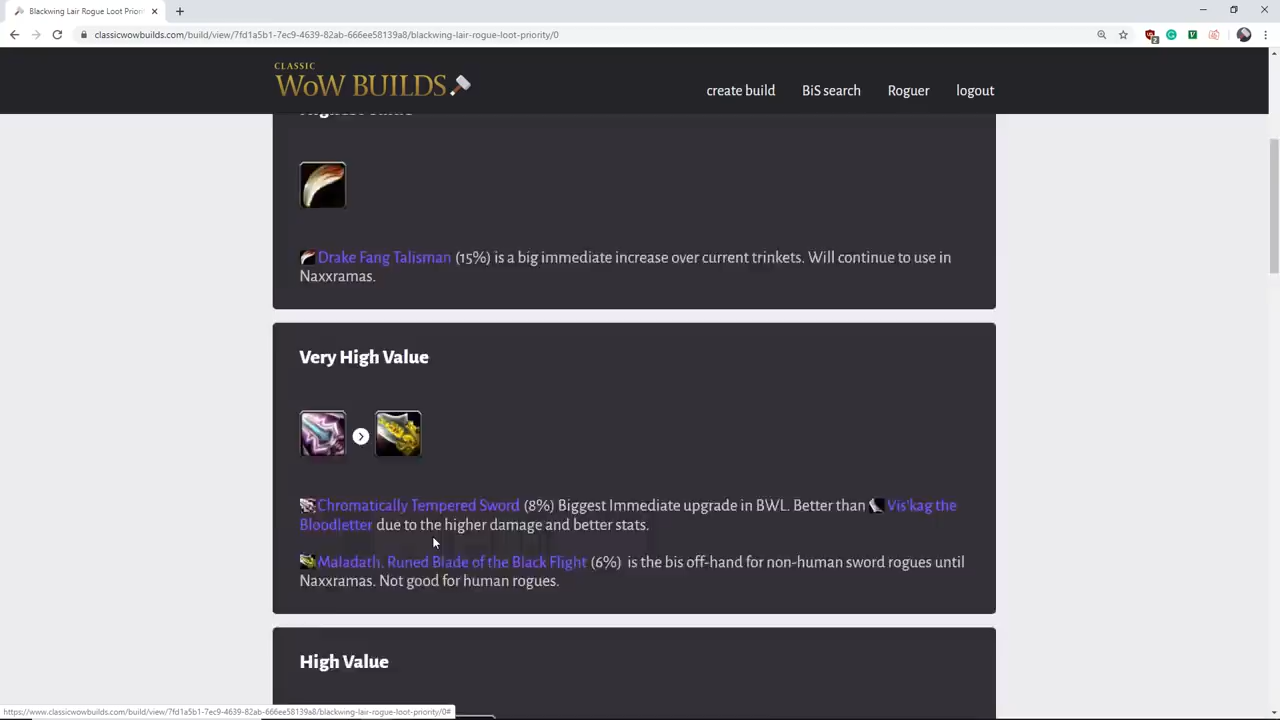 Blackwing Lair Rogue Loot Prior
classicwowbuilds.com/build/view/7fd1a5b1-7ec9-4639-82ab-666ee58139a8/blackwing-lair-rogue-loot-priority/0
CLASSIC
WoW BUILDS
create build
BiS search
Roguer
logout
Drake Fang Talisman (15%) is a big immediate increase over current trinkets. Will continue to use in
Naxxramas.
Very High Value
Chromatically Tempered Sword (8%) Biggest Immediate upgrade in BWL. Better than Vis'kag the
Bloodletter due to the higher damage and better stats.
Maladath, Runed Blade of the Black Flight (6%) is the bis off-hand for non-human sword rogues until
Naxxramas. Not good for human rogues.
High Value
https://www.classicwowbuilds.com/build/view/7fd1a5b1-7ec9-4639-82ab-666ee58139a8/blackwing-lair-rogue-loot-priority/0#